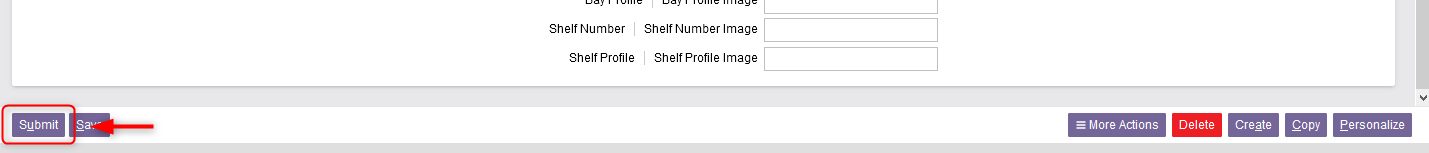 Bay Profile Bay Profile Image
Shelf Number Shelf Number Image
Shelf Profile Shelf Profile Image
Submit Save More Actions Delete Create Copy Personalize